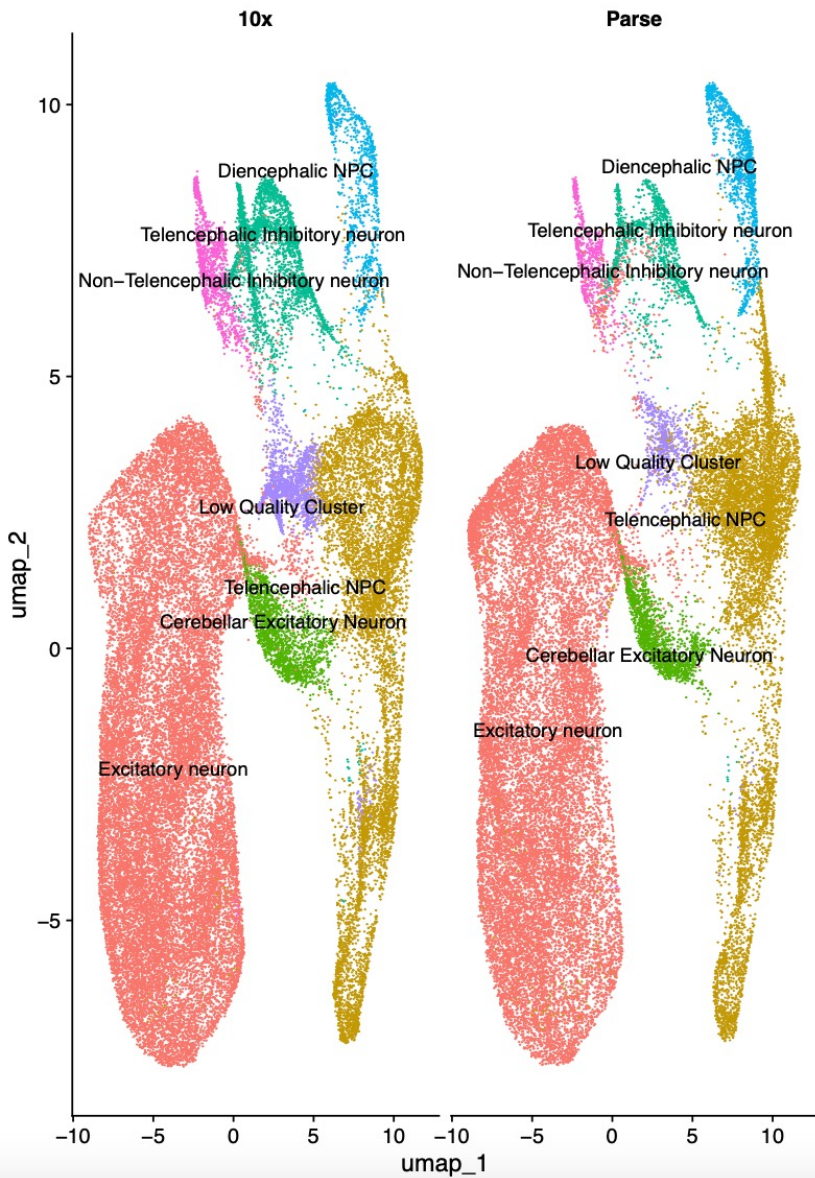 10x
Parse
10
Diencephalic NPC
Diencephalic NPC
Telencephalic Inhibitory neuron
Telencephalic Inhibitory neuron
Non−Telencephalic Inhibitory neuron
Non−Telencephalic Inhibitory neuron
5
Low Quality Cluster
Low Quality Cluster
Telencephalic NPC
Telencephalic NPC
Cerebellar Excitatory Neuron
Cerebellar Excitatory Neuron
0
Excitatory neuron
Excitatory neuron
−5
umap_2
−10 −5 0 5 10
−10 −5 0 5 10
umap_1